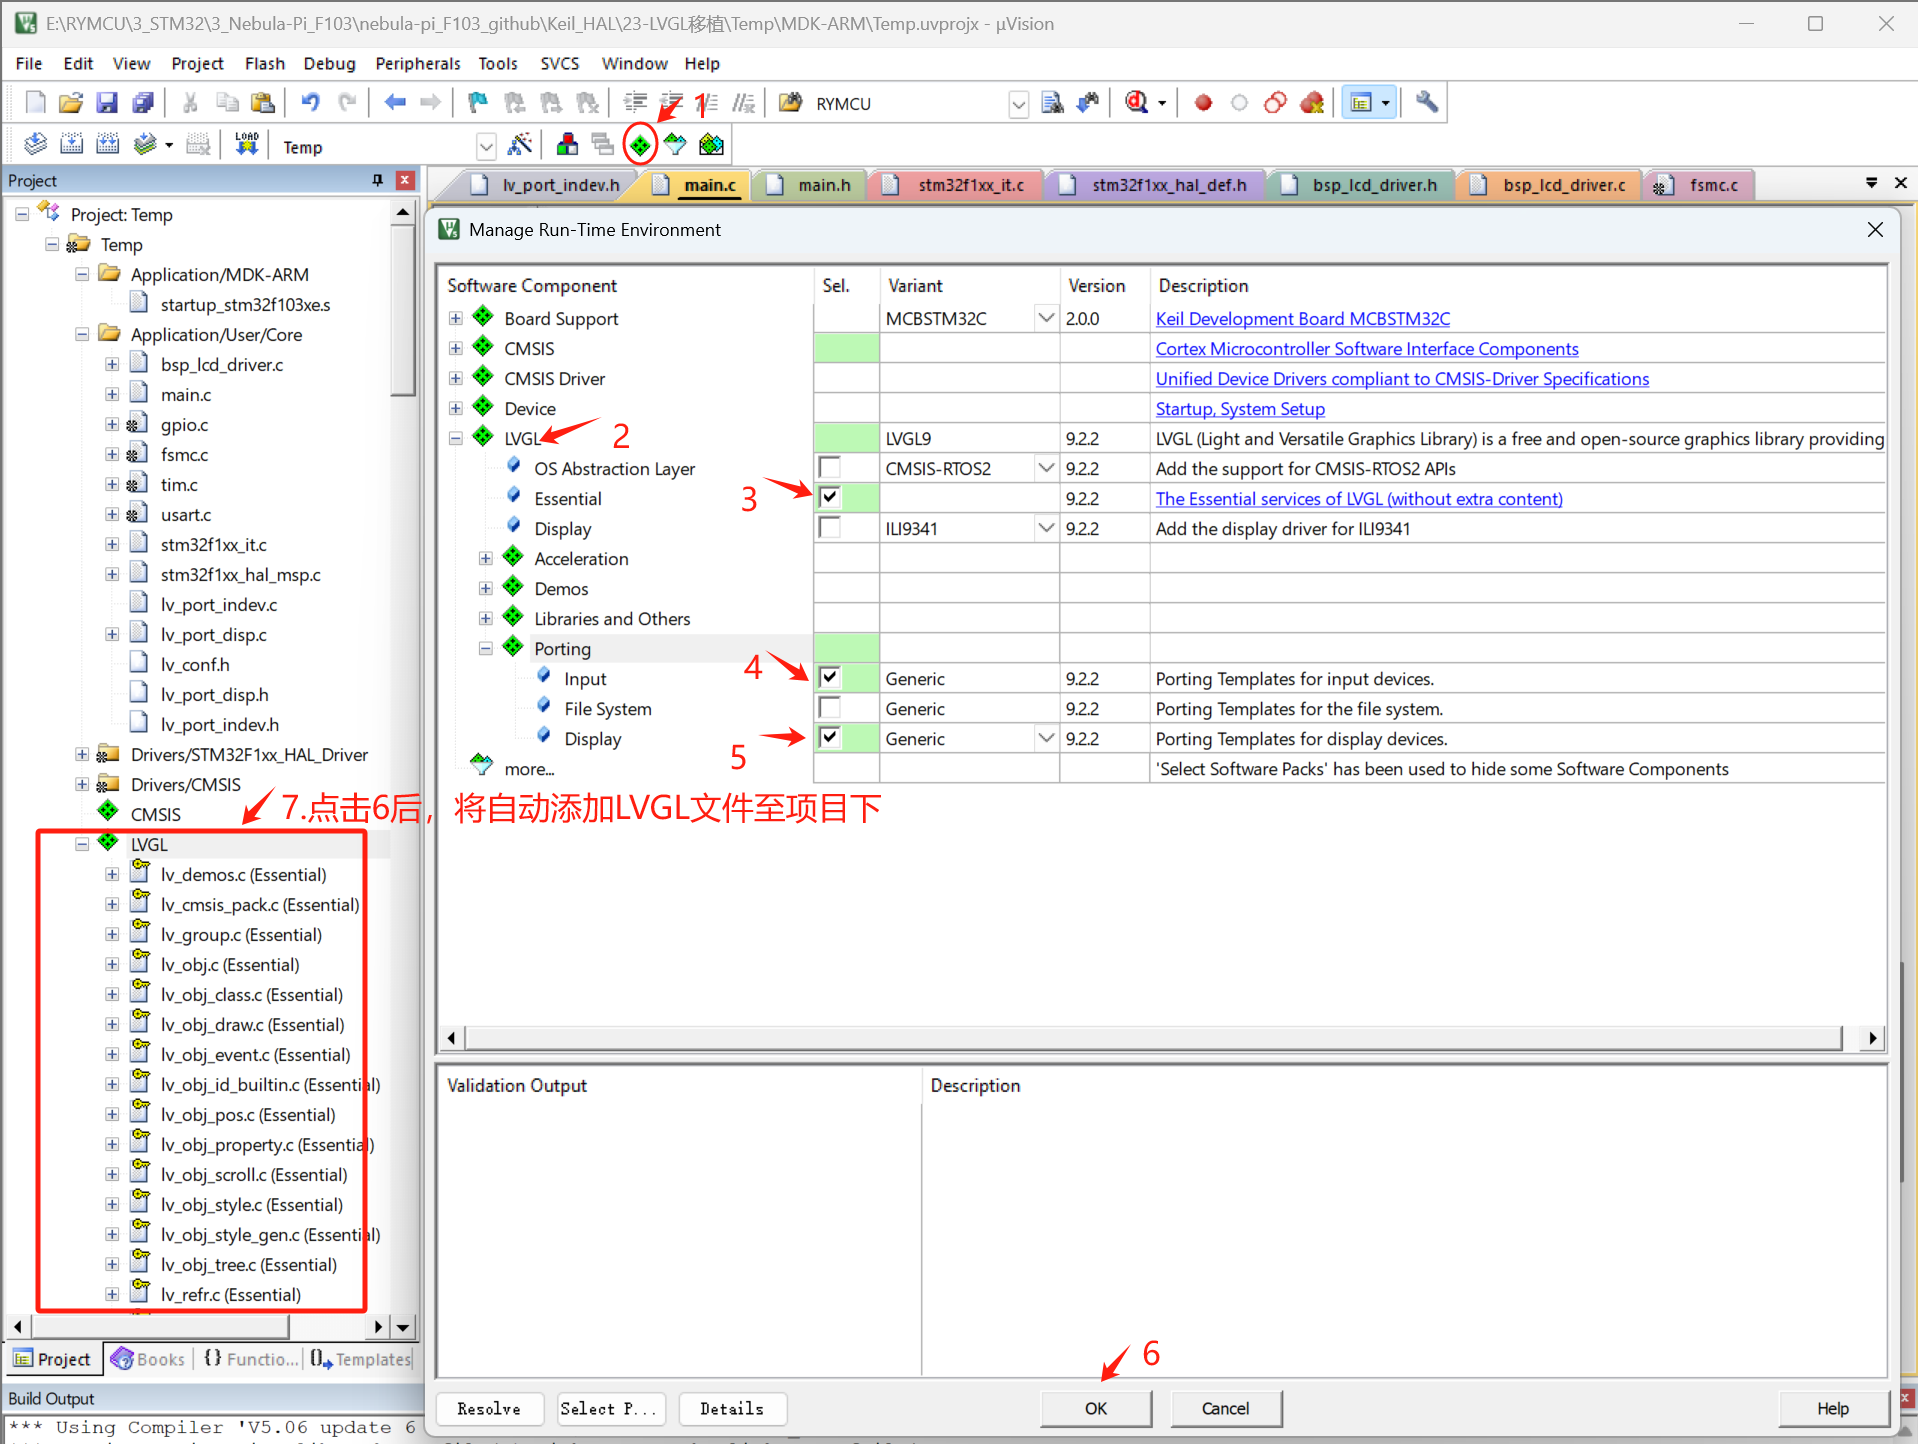 E:\RYMCU\3_STM32\3_Nebula-Pi_F103\nebula-pi_F103_github\Keil_HAL\23-LVGL移植\Temp\MDK-ARM\Temp.uvprojx - µVision
File Edit View Project Flash Debug Peripherals Tools SVCS Window Help
RYMCU
1
LOAD
Temp
Project
lv_port_indev.h main.c main.h stm32f1xx_it.c stm32f1xx_hal_def.h bsp_lcd_driver.h bsp_lcd_driver.c fsmc.c
Project: Temp
Temp
Application/MDK-ARM
startup_stm32f103xe.s
Application/User/Core
bsp_lcd_driver.c
main.c
gpio.c
fsmc.c
tim.c
usart.c
stm32f1xx_it.c
stm32f1xx_hal_msp.c
lv_port_indev.c
lv_port_disp.c
lv_conf.h
lv_port_disp.h
lv_port_indev.h
Drivers/STM32F1xx_HAL_Driver
Drivers/CMSIS
CMSIS
LVGL
lv_demos.c (Essential)
lv_cmsis_pack.c (Essential)
lv_group.c (Essential)
lv_obj.c (Essential)
lv_obj_class.c (Essential)
lv_obj_draw.c (Essential)
lv_obj_event.c (Essential)
lv_obj_id_builtin.c (Essential)
lv_obj_pos.c (Essential)
lv_obj_property.c (Essential)
lv_obj_scroll.c (Essential)
lv_obj_style.c (Essential)
lv_obj_style_gen.c (Essential)
lv_obj_tree.c (Essential)
lv_refr.c (Essential)
Project Books Functio... Templates
Build Output
*** Using Compiler 'V5.06 update 6
Manage Run-Time Environment
Software Component Sel. Variant Version Description
Board Support MCBSTM32C 2.0.0 Keil Development Board MCBSTM32C
CMSIS Cortex Microcontroller Software Interface Components
CMSIS Driver Unified Device Drivers compliant to CMSIS-Driver Specifications
Device Startup, System Setup
LVGL 2 LVGL9 9.2.2 LVGL (Light and Versatile Graphics Library) is a free and open-source graphics library providing
OS Abstraction Layer CMSIS-RTOS2 9.2.2 Add the support for CMSIS-RTOS2 APIs
Essential 3 9.2.2 The Essential services of LVGL (without extra content)
Display ILI9341 9.2.2 Add the display driver for ILI9341
Acceleration
Demos
Libraries and Others
Porting
4
Input Generic 9.2.2 Porting Templates for input devices.
File System Generic 9.2.2 Porting Templates for the file system.
Display 5 Generic 9.2.2 Porting Templates for display devices.
more... 'Select Software Packs' has been used to hide some Software Components
7.点击6后，将自动添加LVGL文件至项目下
Validation Output Description
6
Resolve Select P... Details OK Cancel Help